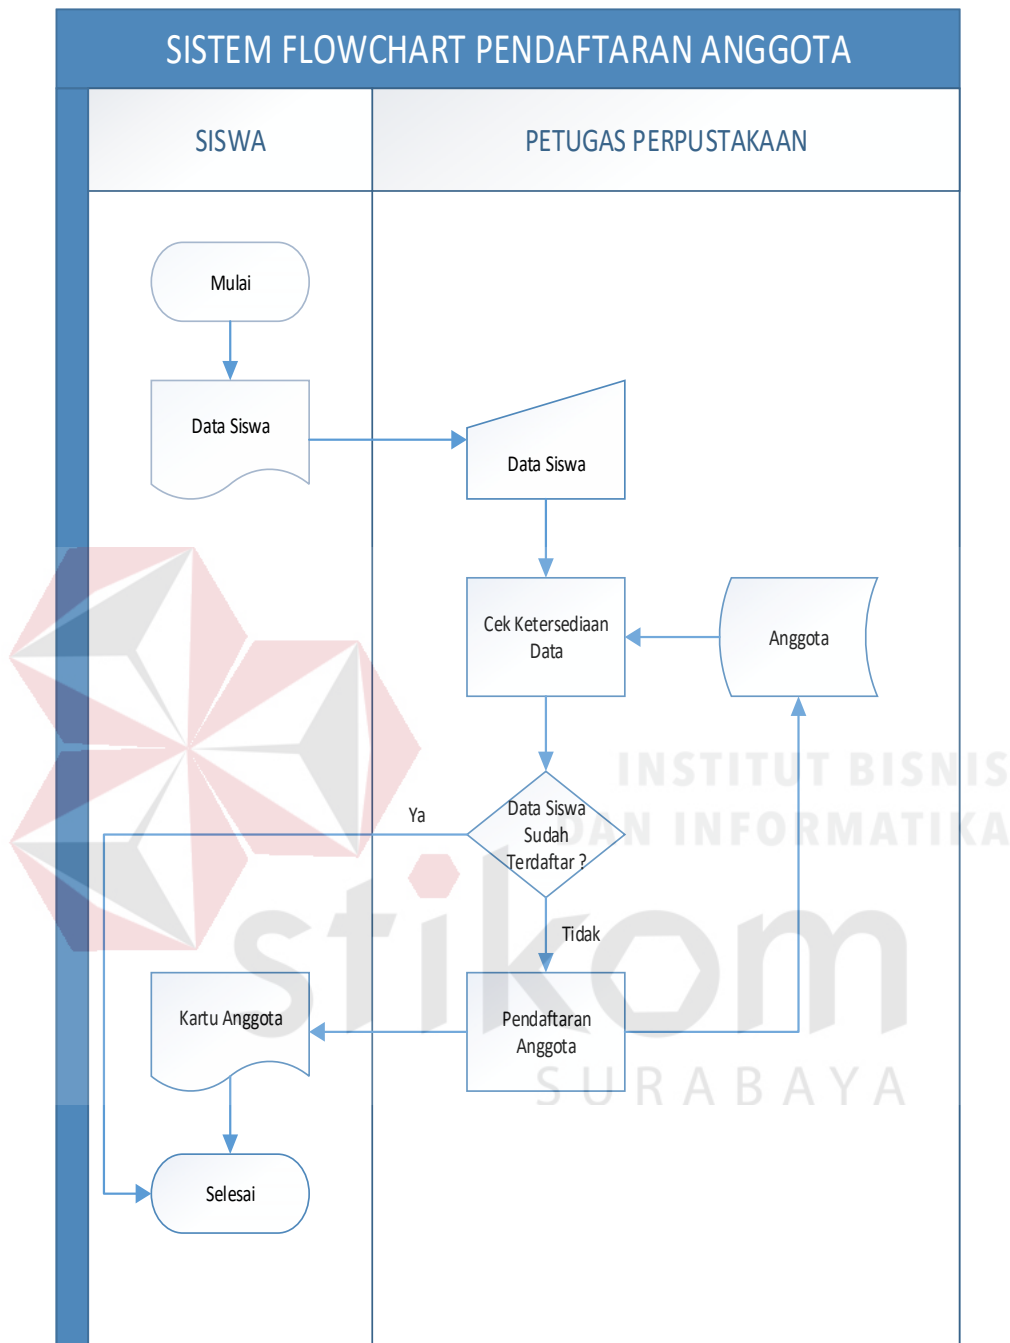 SISTEM FLOWCHART PENDAFTARAN ANGGOTA
SISWA
PETUGAS PERPUSTAKAAN
Mulai
Data Siswa
Data Siswa
Cek Ketersediaan
Data
Anggota
INSTITUT BISNIS
DAN INFORMATIKA
Ya
Data Siswa
Sudah
Terdaftar ?
stikom
Tidak
Kartu Anggota
Pendaftaran
Anggota
SURABAYA
Selesai